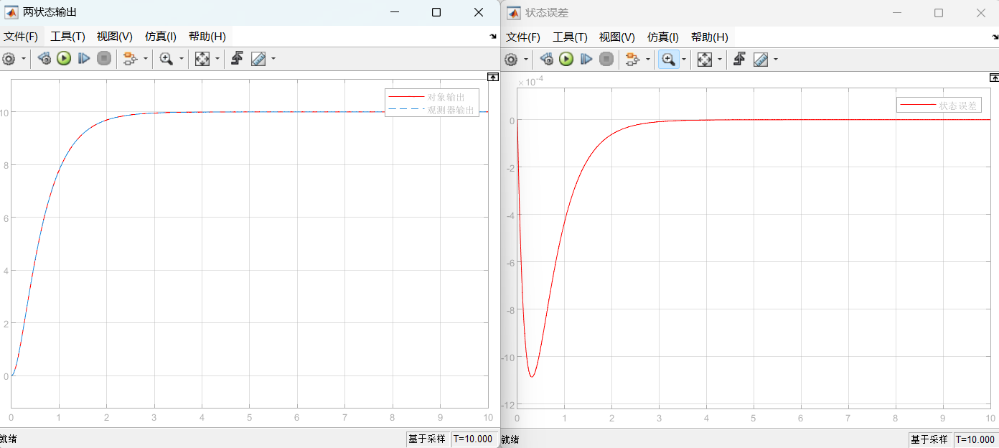 两状态输出
文件(F) 工具(T) 视图(V) 仿真(I) 帮助(H)
对象输出
观测器输出
10
8
6
4
2
0
0 1 2 3 4 5 6 7 8 9 10
就绪
基于采样 T=10.000
状态误差
文件(F) 工具(T) 视图(V) 仿真(I) 帮助(H)
×10^-4
状态误差
0
-2
-4
-6
-8
-10
-12
0 1 2 3 4 5 6 7 8 9 10
就绪
基于采样 T=10.000